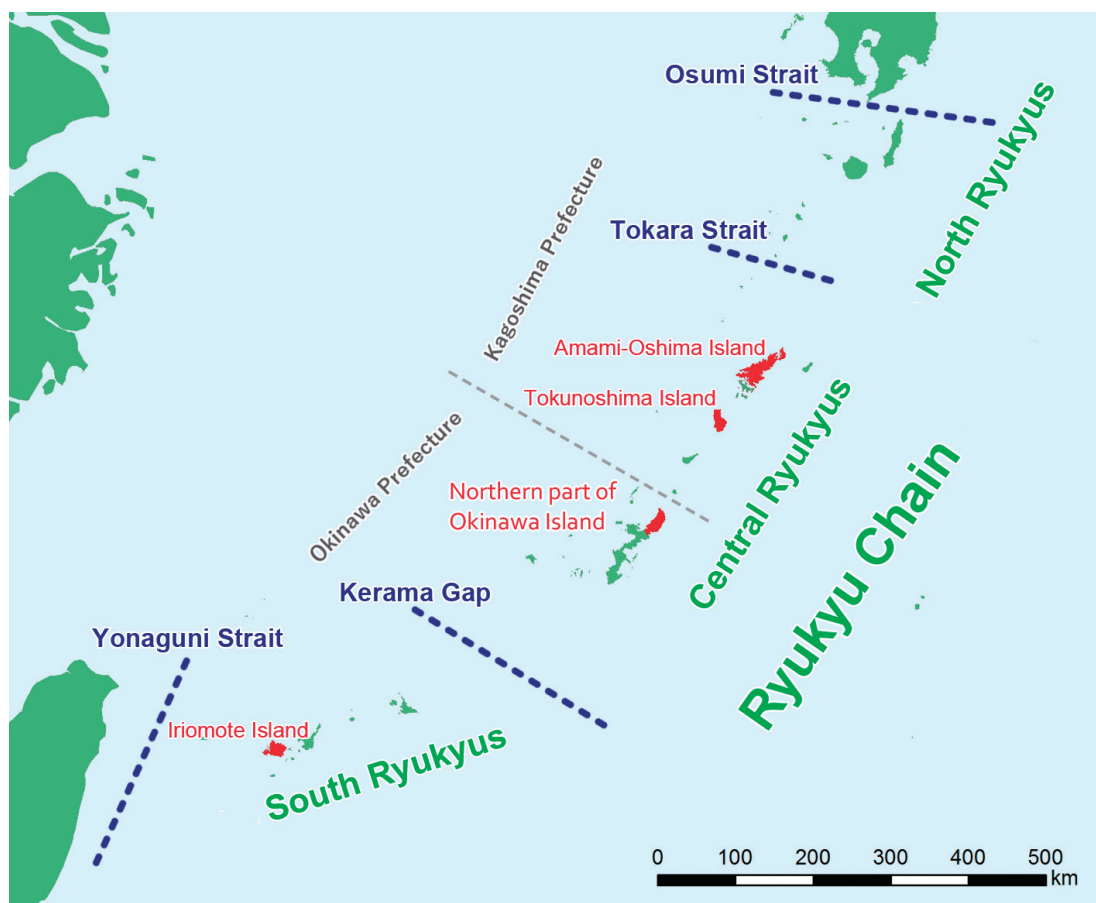 Osumi Strait
North Ryukyus
Kagoshima Prefecture
Tokara Strait
Amami-Oshima Island
Tokunoshima Island
Okinawa Prefecture
Northern part of
Okinawa Island
Central Ryukyus
Ryukyu Chain
Kerama Gap
Yonaguni Strait
Iriomote Island
South Ryukyus
0 100 200 300 400 500
km